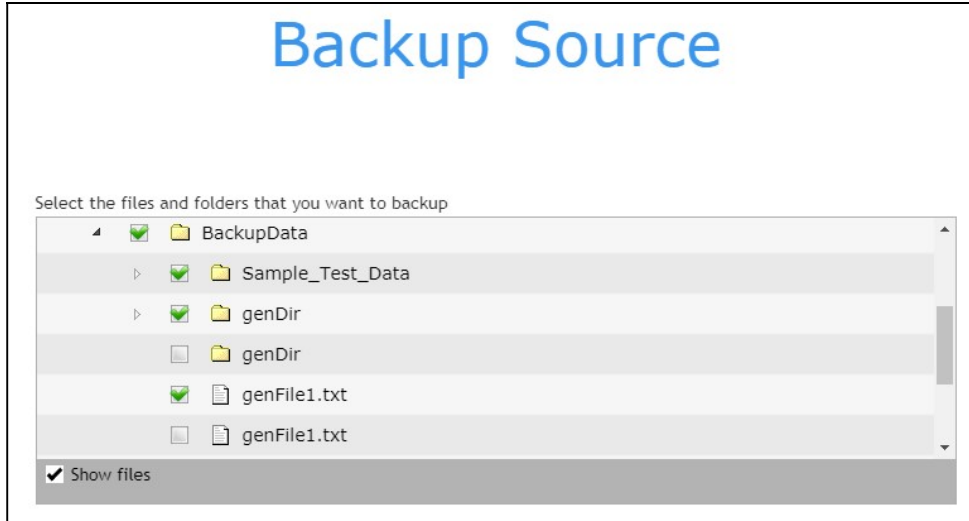 Backup Source
Select the files and folders that you want to backup
BackupData
Sample_Test_Data
genDir
genDir
genFile1.txt
genFile1.txt
Show files